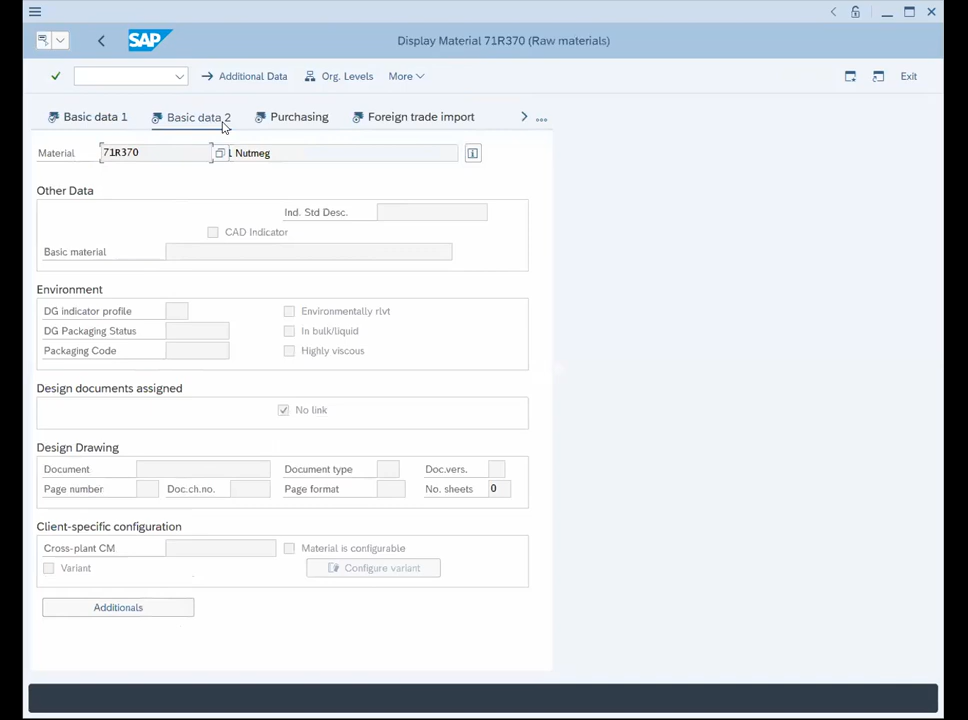 SAP
Display Material 71R370 (Raw materials)
Additional Data
Org. Levels
More
Exit
Basic data 1
Basic data 2
Purchasing
Foreign trade import
...
Material
71R370
Nutmeg
Other Data
Ind. Std Desc.
CAD Indicator
Basic material
Environment
DG indicator profile
Environmentally rlvt
DG Packaging Status
In bulk/liquid
Packaging Code
Highly viscous
Design documents assigned
No link
Design Drawing
Document
Document type
Doc.vers.
Page number
Doc.ch.no.
Page format
No. sheets
0
Client-specific configuration
Cross-plant CM
Material is configurable
Variant
Configure variant
Additionals